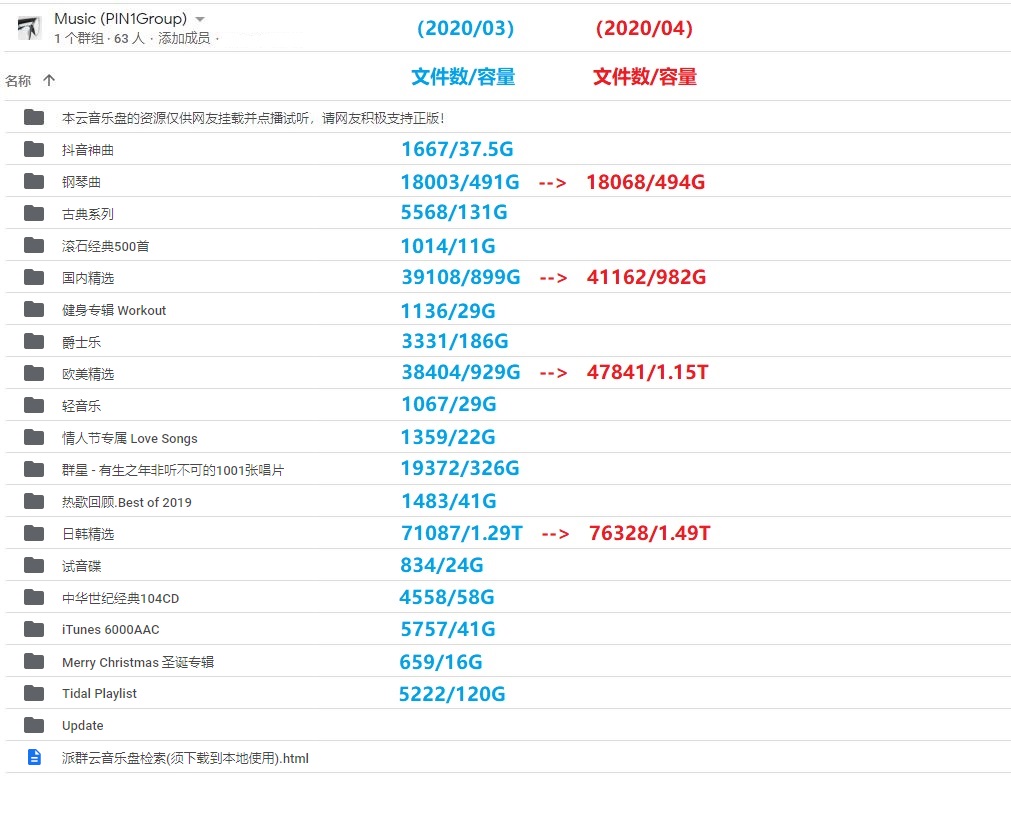 Music (PIN1Group) (2020/03) (2020/04)
1 个群组 · 63 人 · 添加成员 ·
名称 文件数/容量 文件数/容量
本云音乐盘的资源仅供网友挂载并点播试听，请网友积极支持正版！
抖音神曲 1667/37.5G
钢琴曲 18003/491G --> 18068/494G
古典系列 5568/131G
滚石经典500首 1014/11G
国内精选 39108/899G --> 41162/982G
健身专辑 Workout 1136/29G
爵士乐 3331/186G
欧美精选 38404/929G --> 47841/1.15T
轻音乐 1067/29G
情人节专属 Love Songs 1359/22G
群星 - 有生之年非听不可的1001张唱片 19372/326G
热歌回顾.Best of 2019 1483/41G
日韩精选 71087/1.29T --> 76328/1.49T
试音碟 834/24G
中华世纪经典104CD 4558/58G
iTunes 6000AAC 5757/41G
Merry Christmas 圣诞专辑 659/16G
Tidal Playlist 5222/120G
Update
派群云音乐盘检索(须下载到本地使用).html